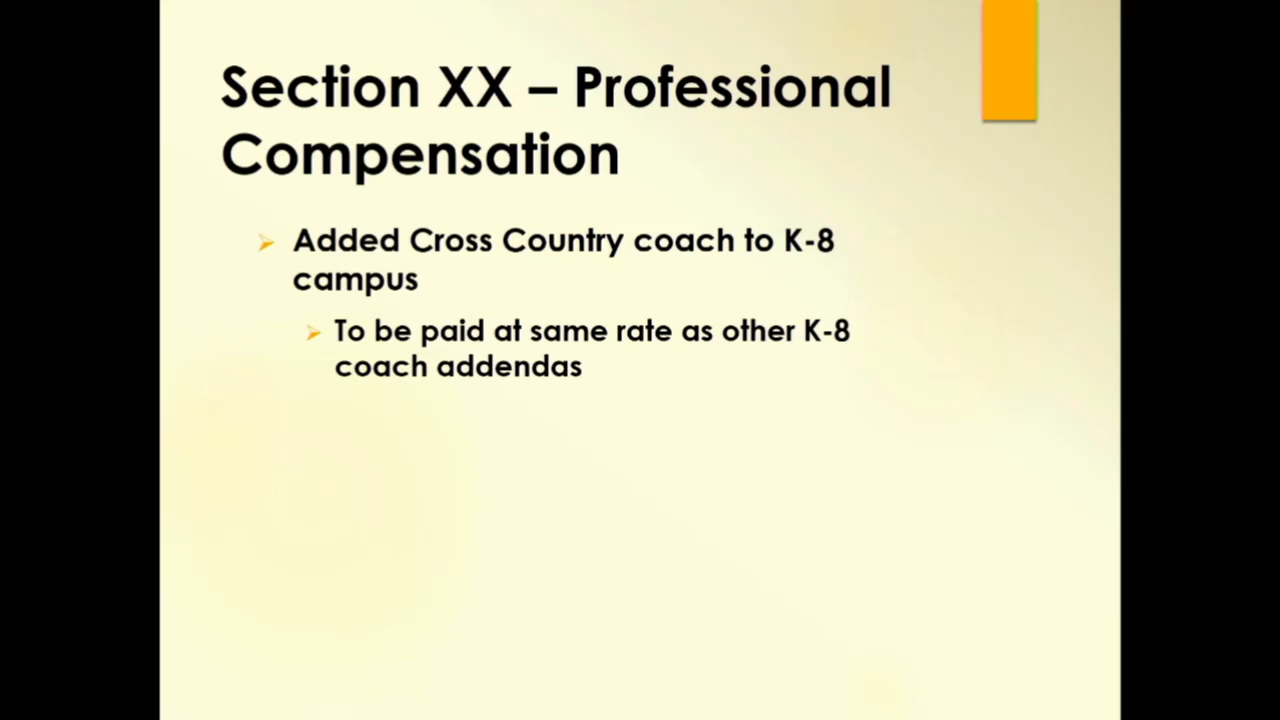 Section XX – Professional
Compensation
Added Cross Country coach to K-8
campus
To be paid at same rate as other K-8
coach addendas